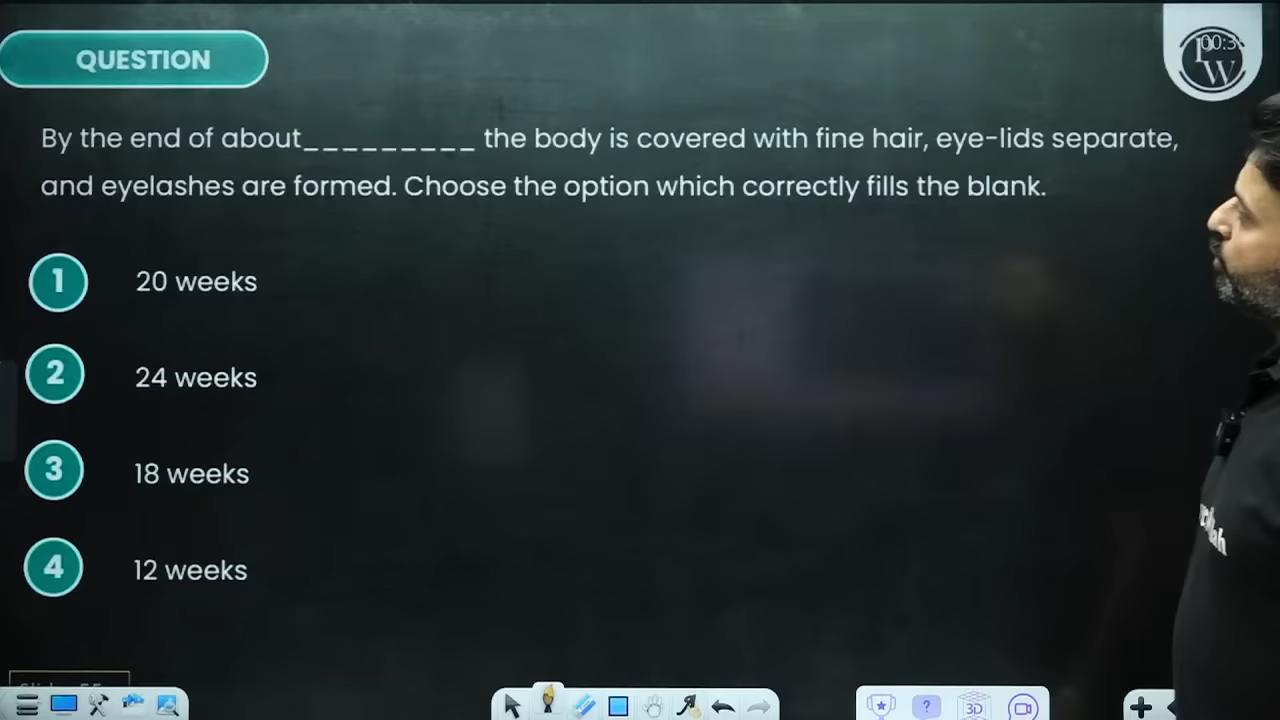 QUESTION
By the end of about_________ the body is covered with fine hair, eye-lids separate,
and eyelashes are formed. Choose the option which correctly fills the blank.
1 20 weeks
2 24 weeks
3 18 weeks
4 12 weeks
PW
3D
?